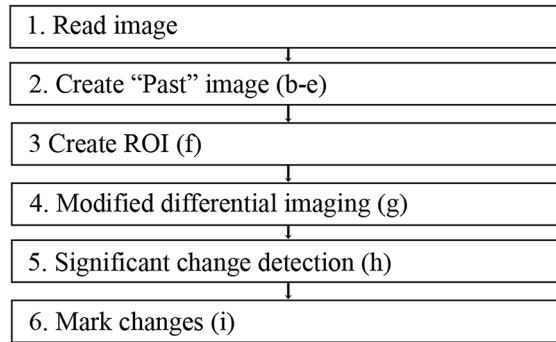 1. Read image
2. Create “Past” image (b-e)
3 Create ROI (f)
4. Modified differential imaging (g)
5. Significant change detection (h)
6. Mark changes (i)